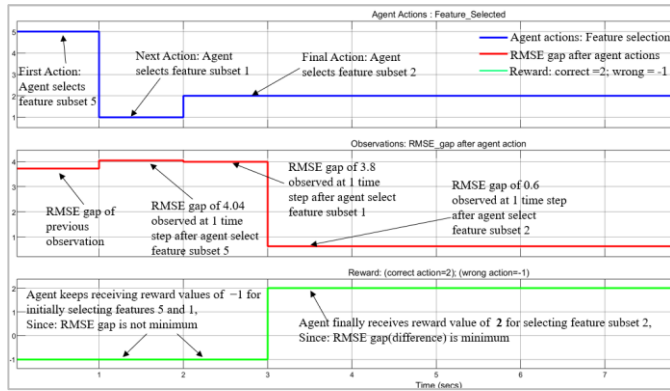 Agent Actions : Feature_Selected
5
4
3
2
1
First Action:
Agent selects
feature subset 5
Next Action: Agent
selects feature subset 1
Final Action: Agent
selects feature subset 2
Agent actions: Feature selection
RMSE gap after agent actions
Reward: correct =2; wrong = -1
Observations: RMSE_gap after agent action
4
3
2
1
RMSE gap of
previous
observation
RMSE gap of 4.04
observed at 1 time
step after agent select
feature subset 5
RMSE gap of 3.8
observed at 1 time
step after agent select
feature subset 1
RMSE gap of 0.6
observed at 1 time step
after agent select
feature subset 2
Reward: (correct action=2); (wrong action=-1)
2
1
0
-1
Agent keeps receiving reward values of −1 for
initially selecting features 5 and 1,
Since: RMSE gap is not minimum
Agent finally receives reward value of 2 for selecting feature subset 2,
Since: RMSE gap(difference) is minimum
1 2 3 4 5 6 7
Time (secs)